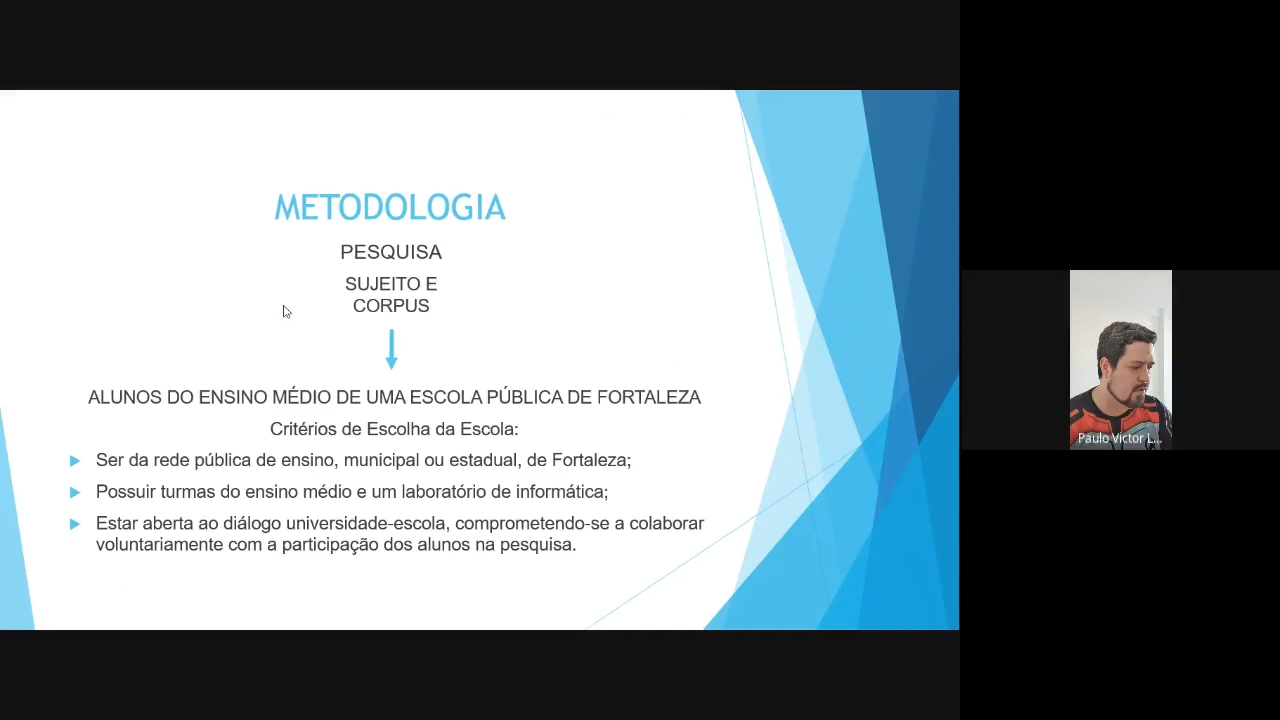 METODOLOGIA
PESQUISA
SUJEITO E
CORPUS
ALUNOS DO ENSINO MÉDIO DE UMA ESCOLA PÚBLICA DE FORTALEZA
Critérios de Escolha da Escola:
Ser da rede pública de ensino, municipal ou estadual, de Fortaleza;
Possuir turmas do ensino médio e um laboratório de informática;
Estar aberta ao diálogo universidade-escola, comprometendo-se a colaborar
voluntariamente com a participação dos alunos na pesquisa.
Paulo Victor L...